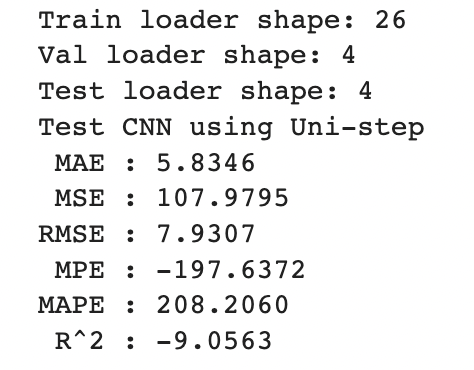 Train loader shape: 26
Val loader shape: 4
Test loader shape: 4
Test CNN using Uni-step
MAE : 5.8346
MSE : 107.9795
RMSE : 7.9307
MPE : -197.6372
MAPE : 208.2060
R^2 : -9.0563